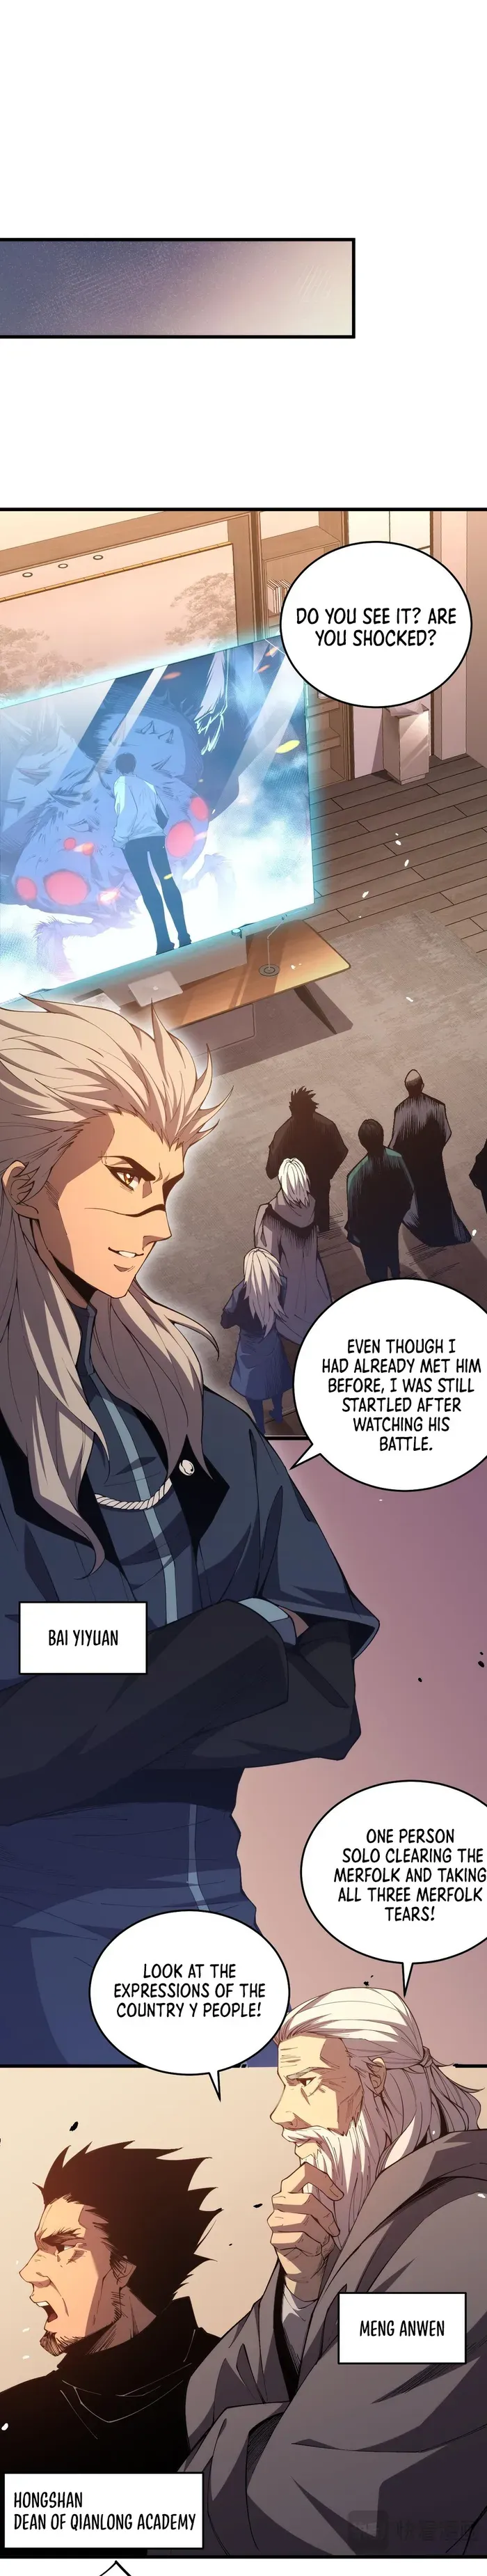 DO YOU SEE IT? ARE
YOU SHOCKED?
EVEN THOUGH I
HAD ALREADY MET HIM
BEFORE, I WAS STILL
STARTLED AFTER
WATCHING HIS
BATTLE.
BAI YIYUAN
ONE PERSON
SOLO CLEARING THE
MERFOLK AND TAKING
ALL THREE MERFOLK
TEARS!
LOOK AT THE
EXPRESSIONS OF THE
COUNTRY Y PEOPLE!
MENG ANWEN
HONGSHAN
DEAN OF QIANLONG ACADEMY